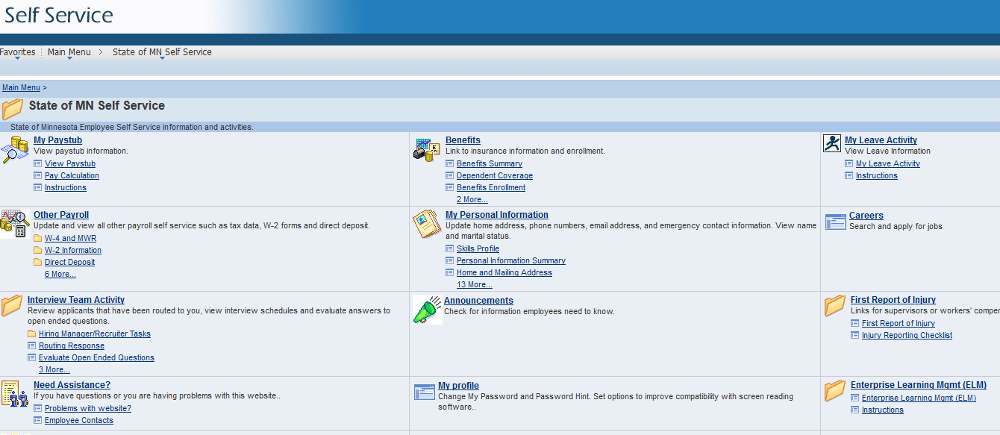 Self Service
Favorites
Main Menu >
State of MN Self Service
Main Menu >
State of MN Self Service
State of Minnesota Employee Self Service information and activities.
My Paystub
View paystub information.
View Paystub
Pay Calculation
Instructions
Benefits
Link to insurance information and enrollment.
Benefits Summary
Dependent Coverage
Benefits Enrollment
2 More...
My Leave Activity
View Leave Information
My Leave Activity
Instructions
Other Payroll
Update and view all other payroll self service such as tax data, W-2 forms and direct deposit.
W-4 and MWR
W-2 Information
Direct Deposit
6 More...
My Personal Information
Update home address, phone numbers, email address, and emergency contact information. View name
and marital status.
Skills Profile
Personal Information Summary
Home and Mailing Address
13 More...
Careers
Search and apply for jobs
Interview Team Activity
Review applicants that have been routed to you, view interview schedules and evaluate answers to
open ended questions.
Hiring Manager/Recruiter Tasks
Routing Response
Evaluate Open Ended Questions
3 More...
Announcements
Check for information employees need to know.
First Report of Injury
Links for supervisors or workers' compen
First Report of Injury
Injury Reporting Checklist
Need Assistance?
If you have questions or you are having problems with this website..
Problems with website?
Employee Contacts
My profile
Change My Password and Password Hint. Set options to improve compatibility with screen reading
software..
Enterprise Learning Mgmt (ELM)
Enterprise Learning Mgmt (ELM)
Instructions